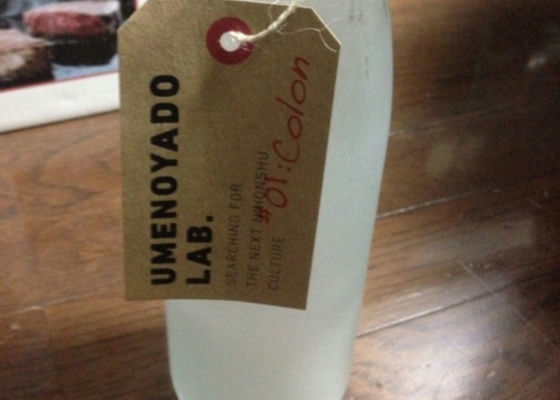 UMENOYADO
LAB.
SEARCHING FOR
THE NEXT NIHONSHU
CULTURE
#01:Colon